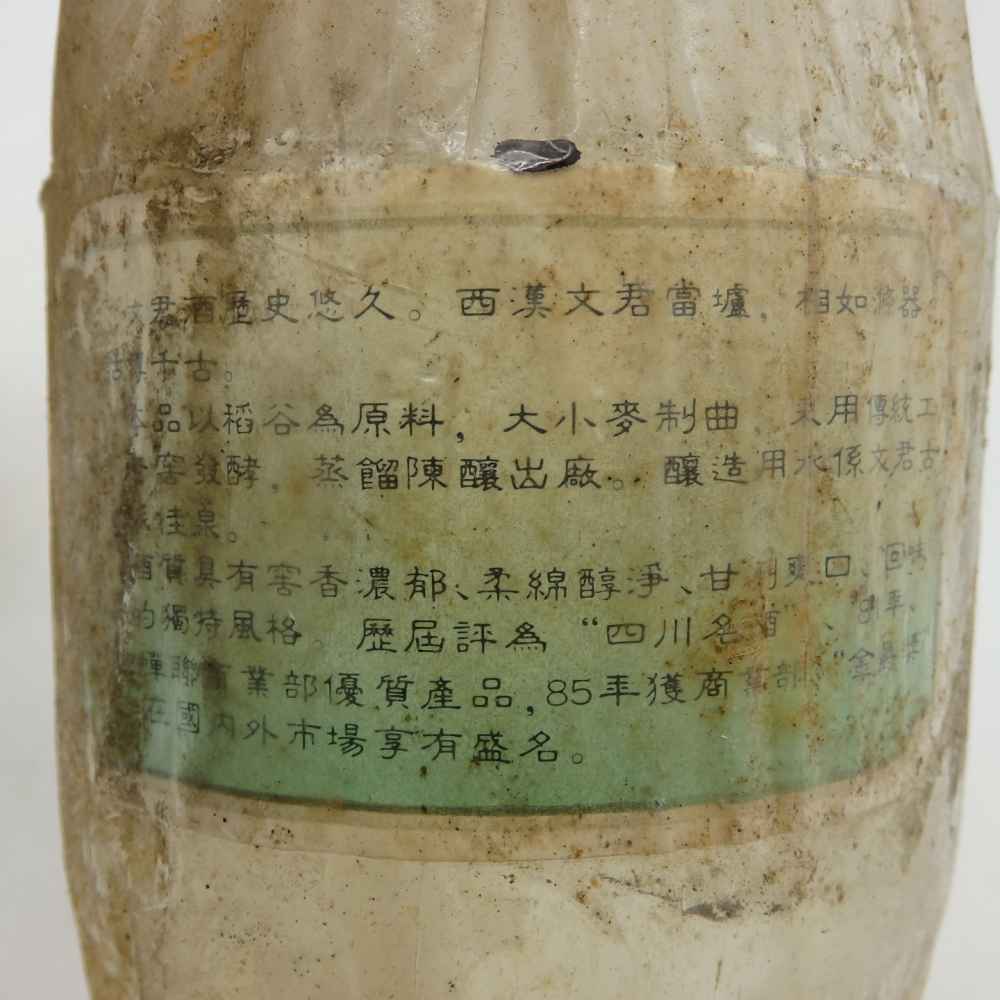 文君酒歷史悠久。西漢文君當壚，相如滌器
市古。
本品以稻谷為原料，大小麥制曲，采用傳統工
窖發酵，蒸餾陳釀出廠。釀造用水係文君古
佳泉。
酒質具有窖香濃郁、柔綿醇淨、甘冽爽口、回味
的獨特風格。歷屆評為“四川名酒”、
業部優質產品，85年獲商業部“金
在國內外市場享有盛名。